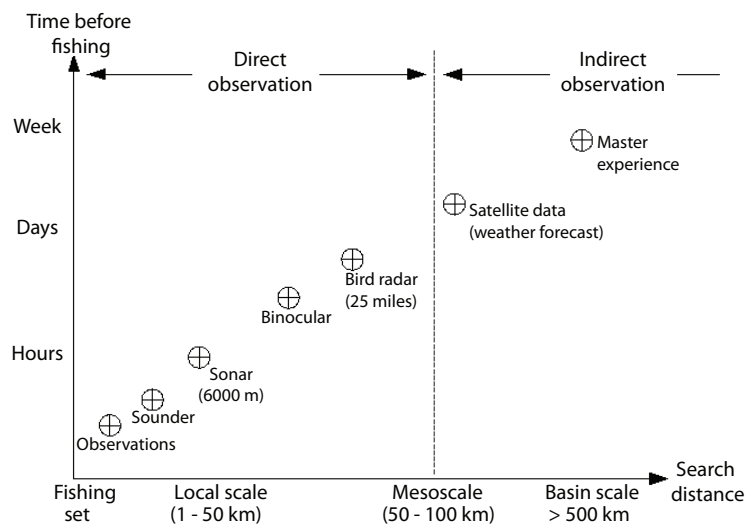 Time before
fishing
Direct
observation
Indirect
observation
Week
Master
experience
Days
Satellite data
(weather forecast)
Bird radar
(25 miles)
Binocular
Hours
Sonar
(6000 m)
Sounder
Observations
Search
distance
Fishing
set
Local scale
(1 - 50 km)
Mesoscale
(50 - 100 km)
Basin scale
> 500 km